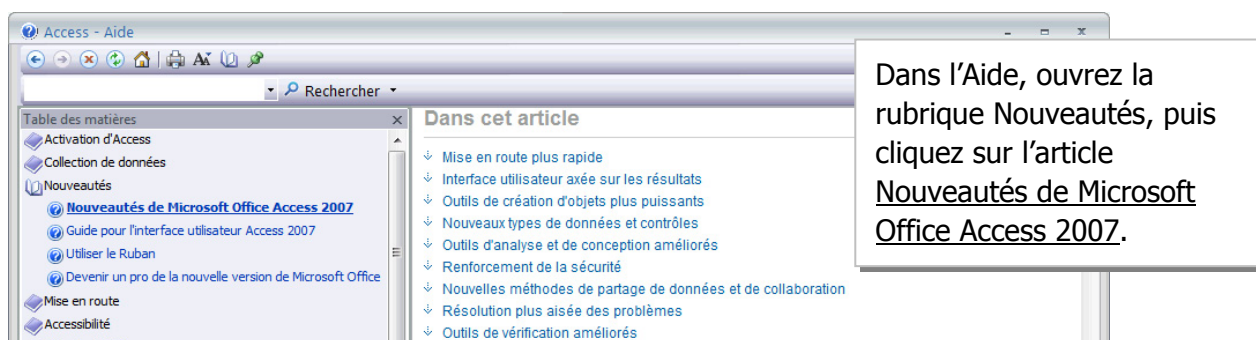 Access - Aide
Rechercher
Table des matières
Activation d'Access
Collection de données
Nouveautés
Nouveautés de Microsoft Office Access 2007
Guide pour l'interface utilisateur Access 2007
Utiliser le Ruban
Devenir un pro de la nouvelle version de Microsoft Office
Mise en route
Accessibilité
Dans cet article
Mise en route plus rapide
Interface utilisateur axée sur les résultats
Outils de création d'objets plus puissants
Nouveaux types de données et contrôles
Outils d'analyse et de conception améliorés
Renforcement de la sécurité
Nouvelles méthodes de partage de données et de collaboration
Résolution plus aisée des problèmes
Outils de vérification améliorés
Dans l’Aide, ouvrez la
rubrique Nouveautés, puis
cliquez sur l’article
Nouveautés de Microsoft
Office Access 2007.